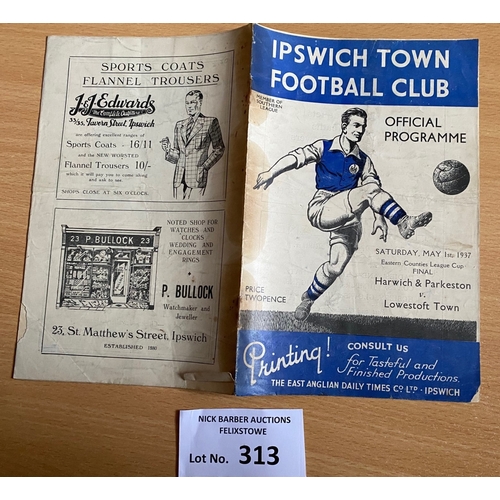 SPORTS COATS
FLANNEL TROUSERS
J&J. Edwards
The Complete Outfitters
33/35, Tavern Street, Ipswich
are offering excellent ranges of
Sports Coats - 16/11
and the NEW WORSTED
Flannel Trousers 10/-
which it will pay you to come along
and ask to see
SHOPS CLOSE AT SIX O'CLOCK.
23 P. BULLOCK 23
NOTED SHOP FOR
WATCHES AND
CLOCKS
WEDDING AND
ENGAGEMENT
RINGS
P. BULLOCK
Watchmaker and
Jeweller
23, St. Matthew's Street, Ipswich
ESTABLISHED
IPSWICH TOWN
FOOTBALL CLUB
MEMBER OF
SOUTHERN
LEAGUE
OFFICIAL
PROGRAMME
SATURDAY, MAY 1st, 1937
Eastern Counties League Cup
FINAL
Harwich & Parkeston
v.
Lowestoft Town
PRICE
TWOPENCE
Printing!
CONSULT US
for Tasteful and
Finished Productions.
THE EAST ANGLIAN DAILY TIMES CO LTD · IPSWICH
NICK BARBER AUCTIONS
FELIXSTOWE
Lot No. 313